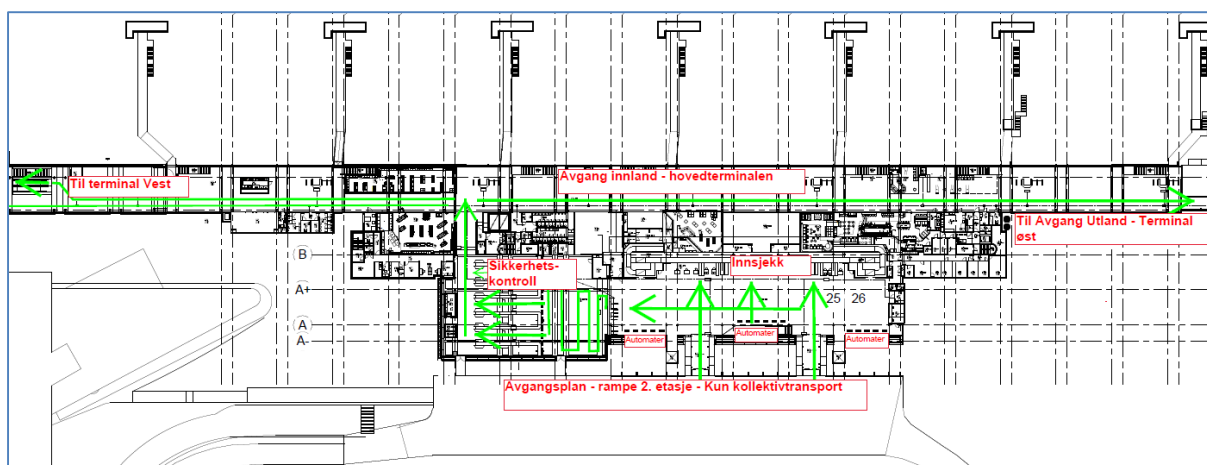 Til terminal Vest
Avgang innland - hovedterminalen
Til Avgang Utland - Terminal
øst
B
Sikkerhets-
kontroll
Innsjekk
A+
25
26
A
A-
Automater
Automater
Automater
Avgangsplan - rampe 2. etasje - Kun kollektivtransport